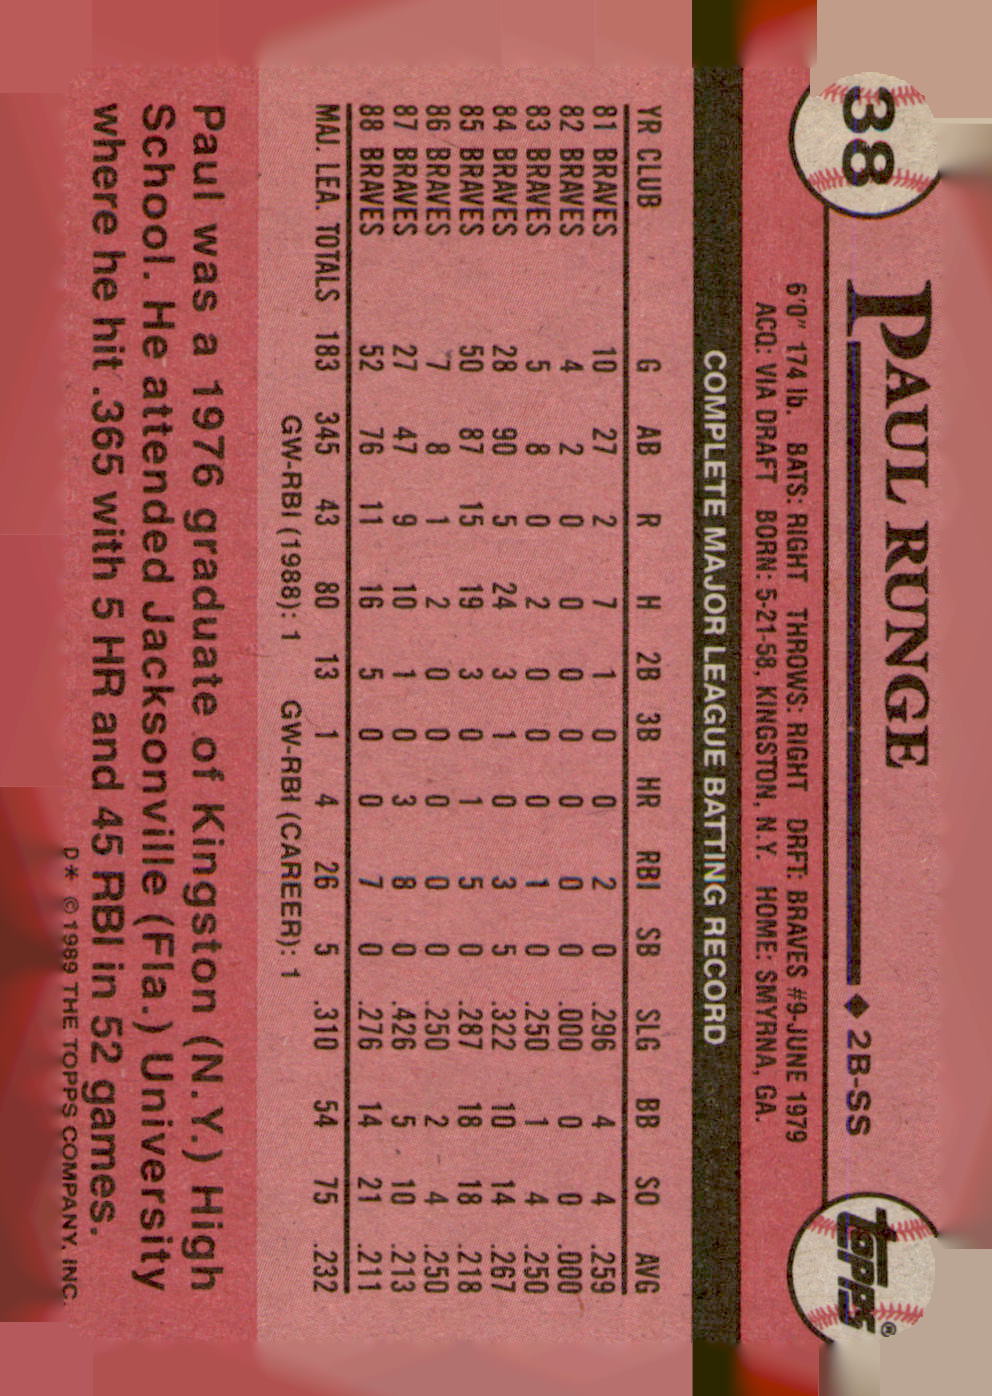 38
PAUL RUNGE ◆ 2B-SS
TOPPS®
6'0" 174 lb. BATS: RIGHT THROWS: RIGHT DRFT: BRAVES #9-JUNE 1979
ACQ: VIA DRAFT BORN: 5-21-58, KINGSTON, N.Y. HOME: SMYRNA, GA.
COMPLETE MAJOR LEAGUE BATTING RECORD
YR CLUB G AB R H 2B 3B HR RBI SB SLG BB SO AVG
81 BRAVES 10 27 2 7 1 0 0 2 0 .296 4 4 .259
82 BRAVES 4 2 0 0 0 0 0 0 0 .000 0 0 .000
83 BRAVES 5 8 0 2 0 0 0 1 0 .250 1 4 .250
84 BRAVES 28 90 5 24 3 1 0 3 5 .322 10 14 .267
85 BRAVES 50 87 15 19 3 0 1 5 0 .287 18 18 .218
86 BRAVES 7 8 1 2 0 0 0 0 0 .250 2 4 .250
87 BRAVES 27 47 9 10 1 0 3 8 0 .426 5 10 .213
88 BRAVES 52 76 11 16 5 0 0 7 0 .276 14 21 .211
MAJ. LEA. TOTALS 183 345 43 80 13 1 4 26 5 .310 54 75 .232
GW-RBI (1988): 1 GW-RBI (CAREER): 1
Paul was a 1976 graduate of Kingston (N.Y.) High
School. He attended Jacksonville (Fla.) University
where he hit .365 with 5 HR and 45 RBI in 52 games.
D* © 1989 THE TOPPS COMPANY, INC.